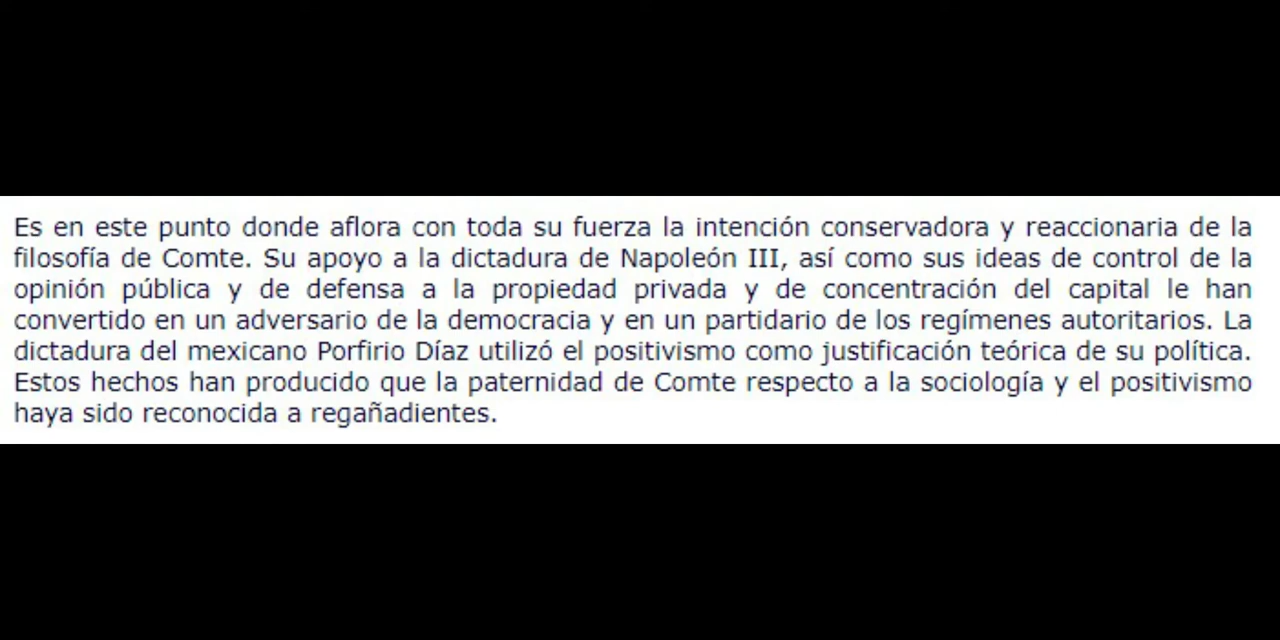 Es en este punto donde aflora con toda su fuerza la intención conservadora y reaccionaria de la
filosofía de Comte. Su apoyo a la dictadura de Napoleón III, así como sus ideas de control de la
opinión pública y de defensa a la propiedad privada y de concentración del capital le han
convertido en un adversario de la democracia y en un partidario de los regímenes autoritarios. La
dictadura del mexicano Porfirio Díaz utilizó el positivismo como justificación teórica de su política.
Estos hechos han producido que la paternidad de Comte respecto a la sociología y el positivismo
haya sido reconocida a regañadientes.